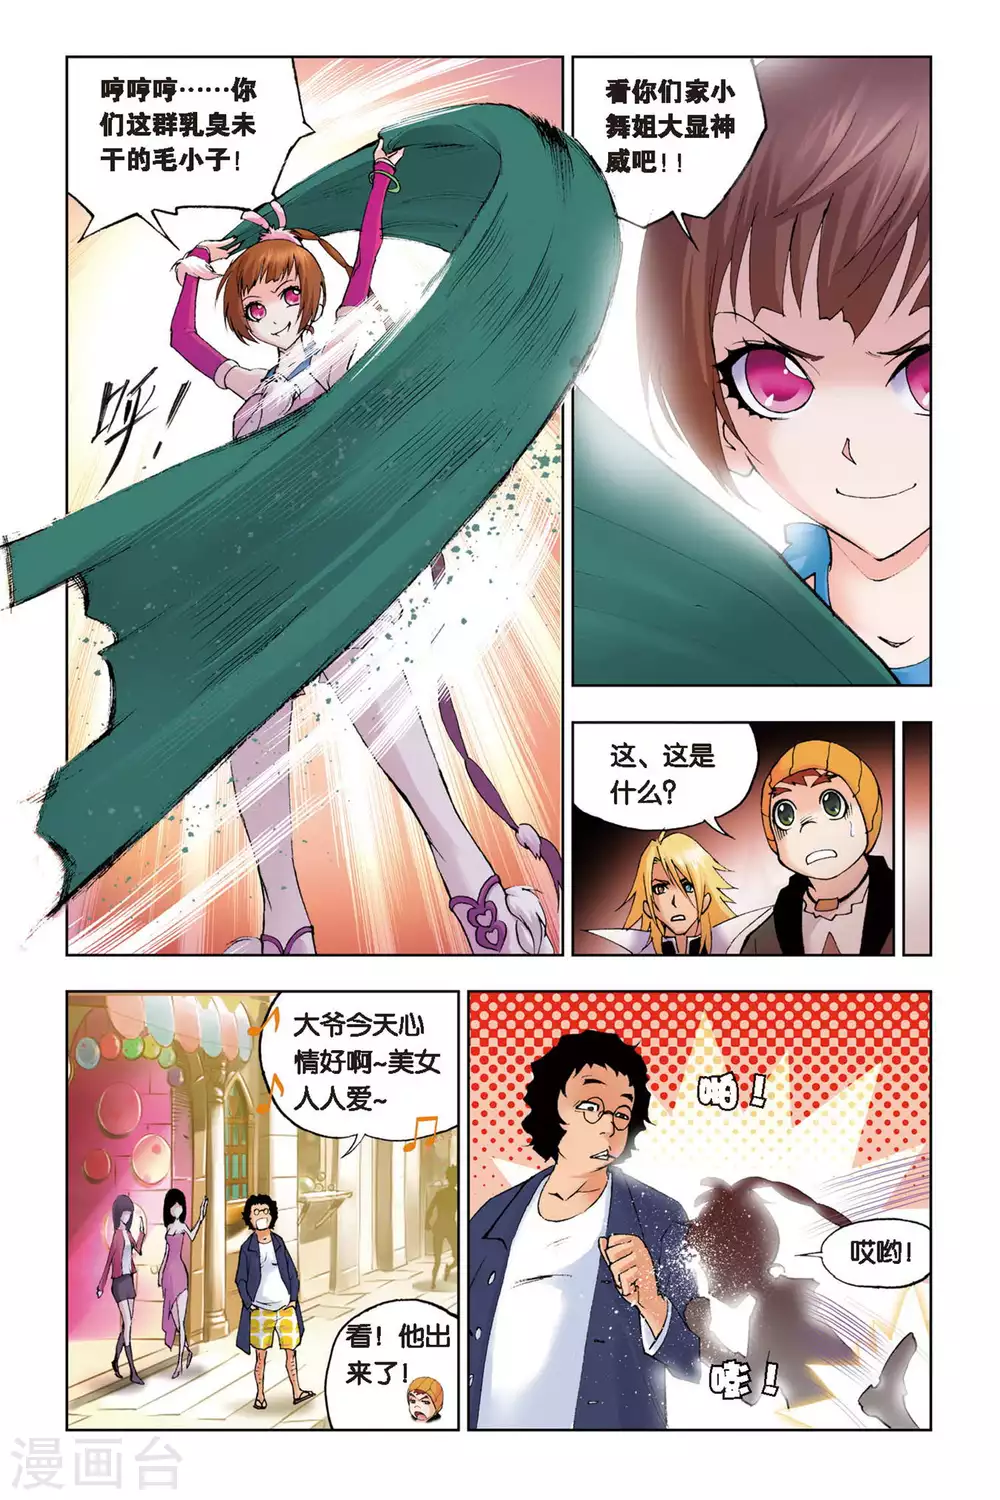 哼哼哼……你
们这群乳臭未
干的毛小子！
看你们家小
舞姐大显神
威吧！！
呼！
这、这是
什么？
大爷今天心
情好啊~美女
人人爱~
看！他出
来了！
啪！
哎哟！
嘭！
漫画台